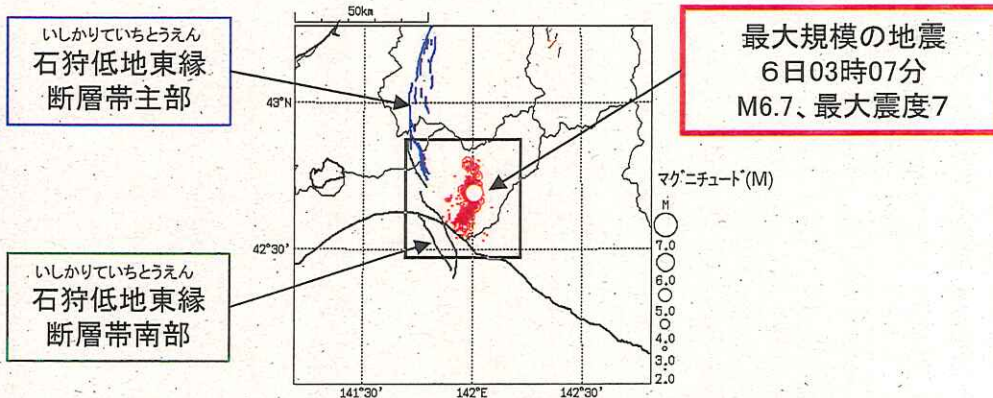 50km
いしかりていちとうえん
石狩低地東縁
断層帯主部
最大規模の地震
6日03時07分
M6.7、最大震度7
43°N
マグニチュード(M)
M
7.0
6.0
5.0
4.0
3.0
2.0
42°30'
いしかりていちとうえん
石狩低地東縁
断層帯南部
141°30'
142°E
142°30'